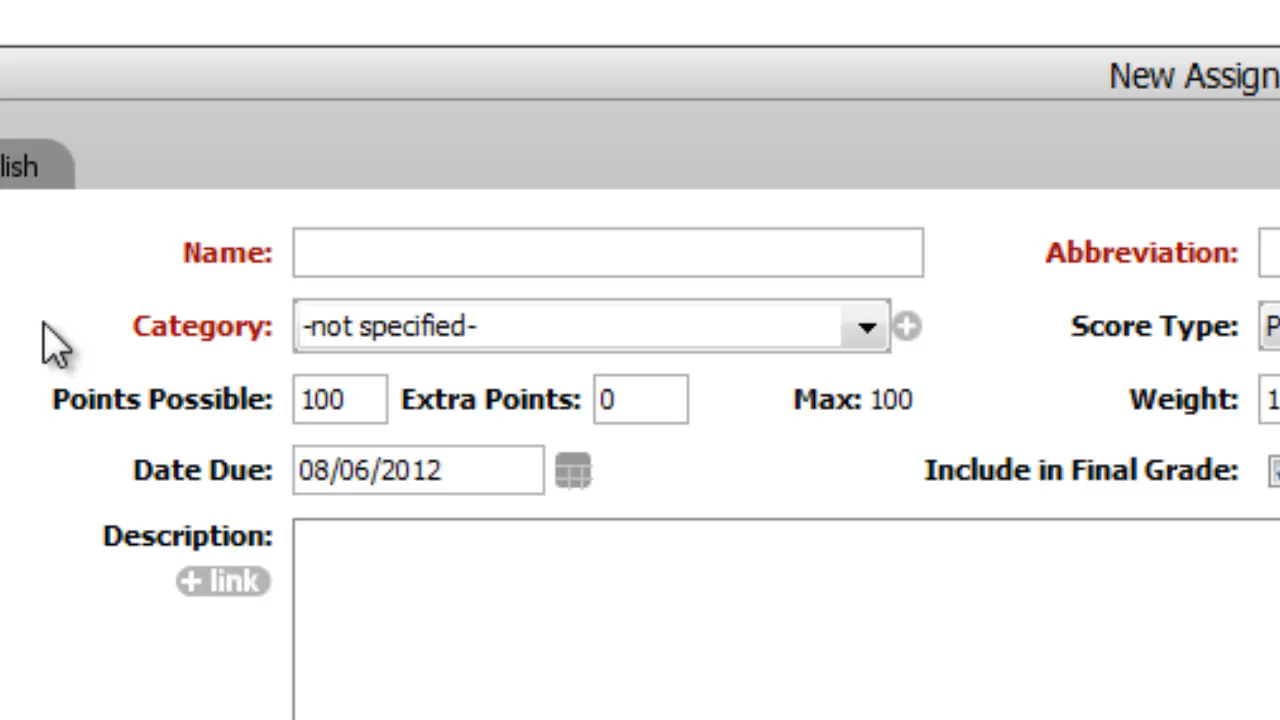 New Assign
lish
Name:
Abbreviation:
Category: -not specified-
Score Type: P
Points Possible: 100 Extra Points: 0 Max: 100
Weight: 1
Date Due: 08/06/2012
Include in Final Grade:
Description:
+ link